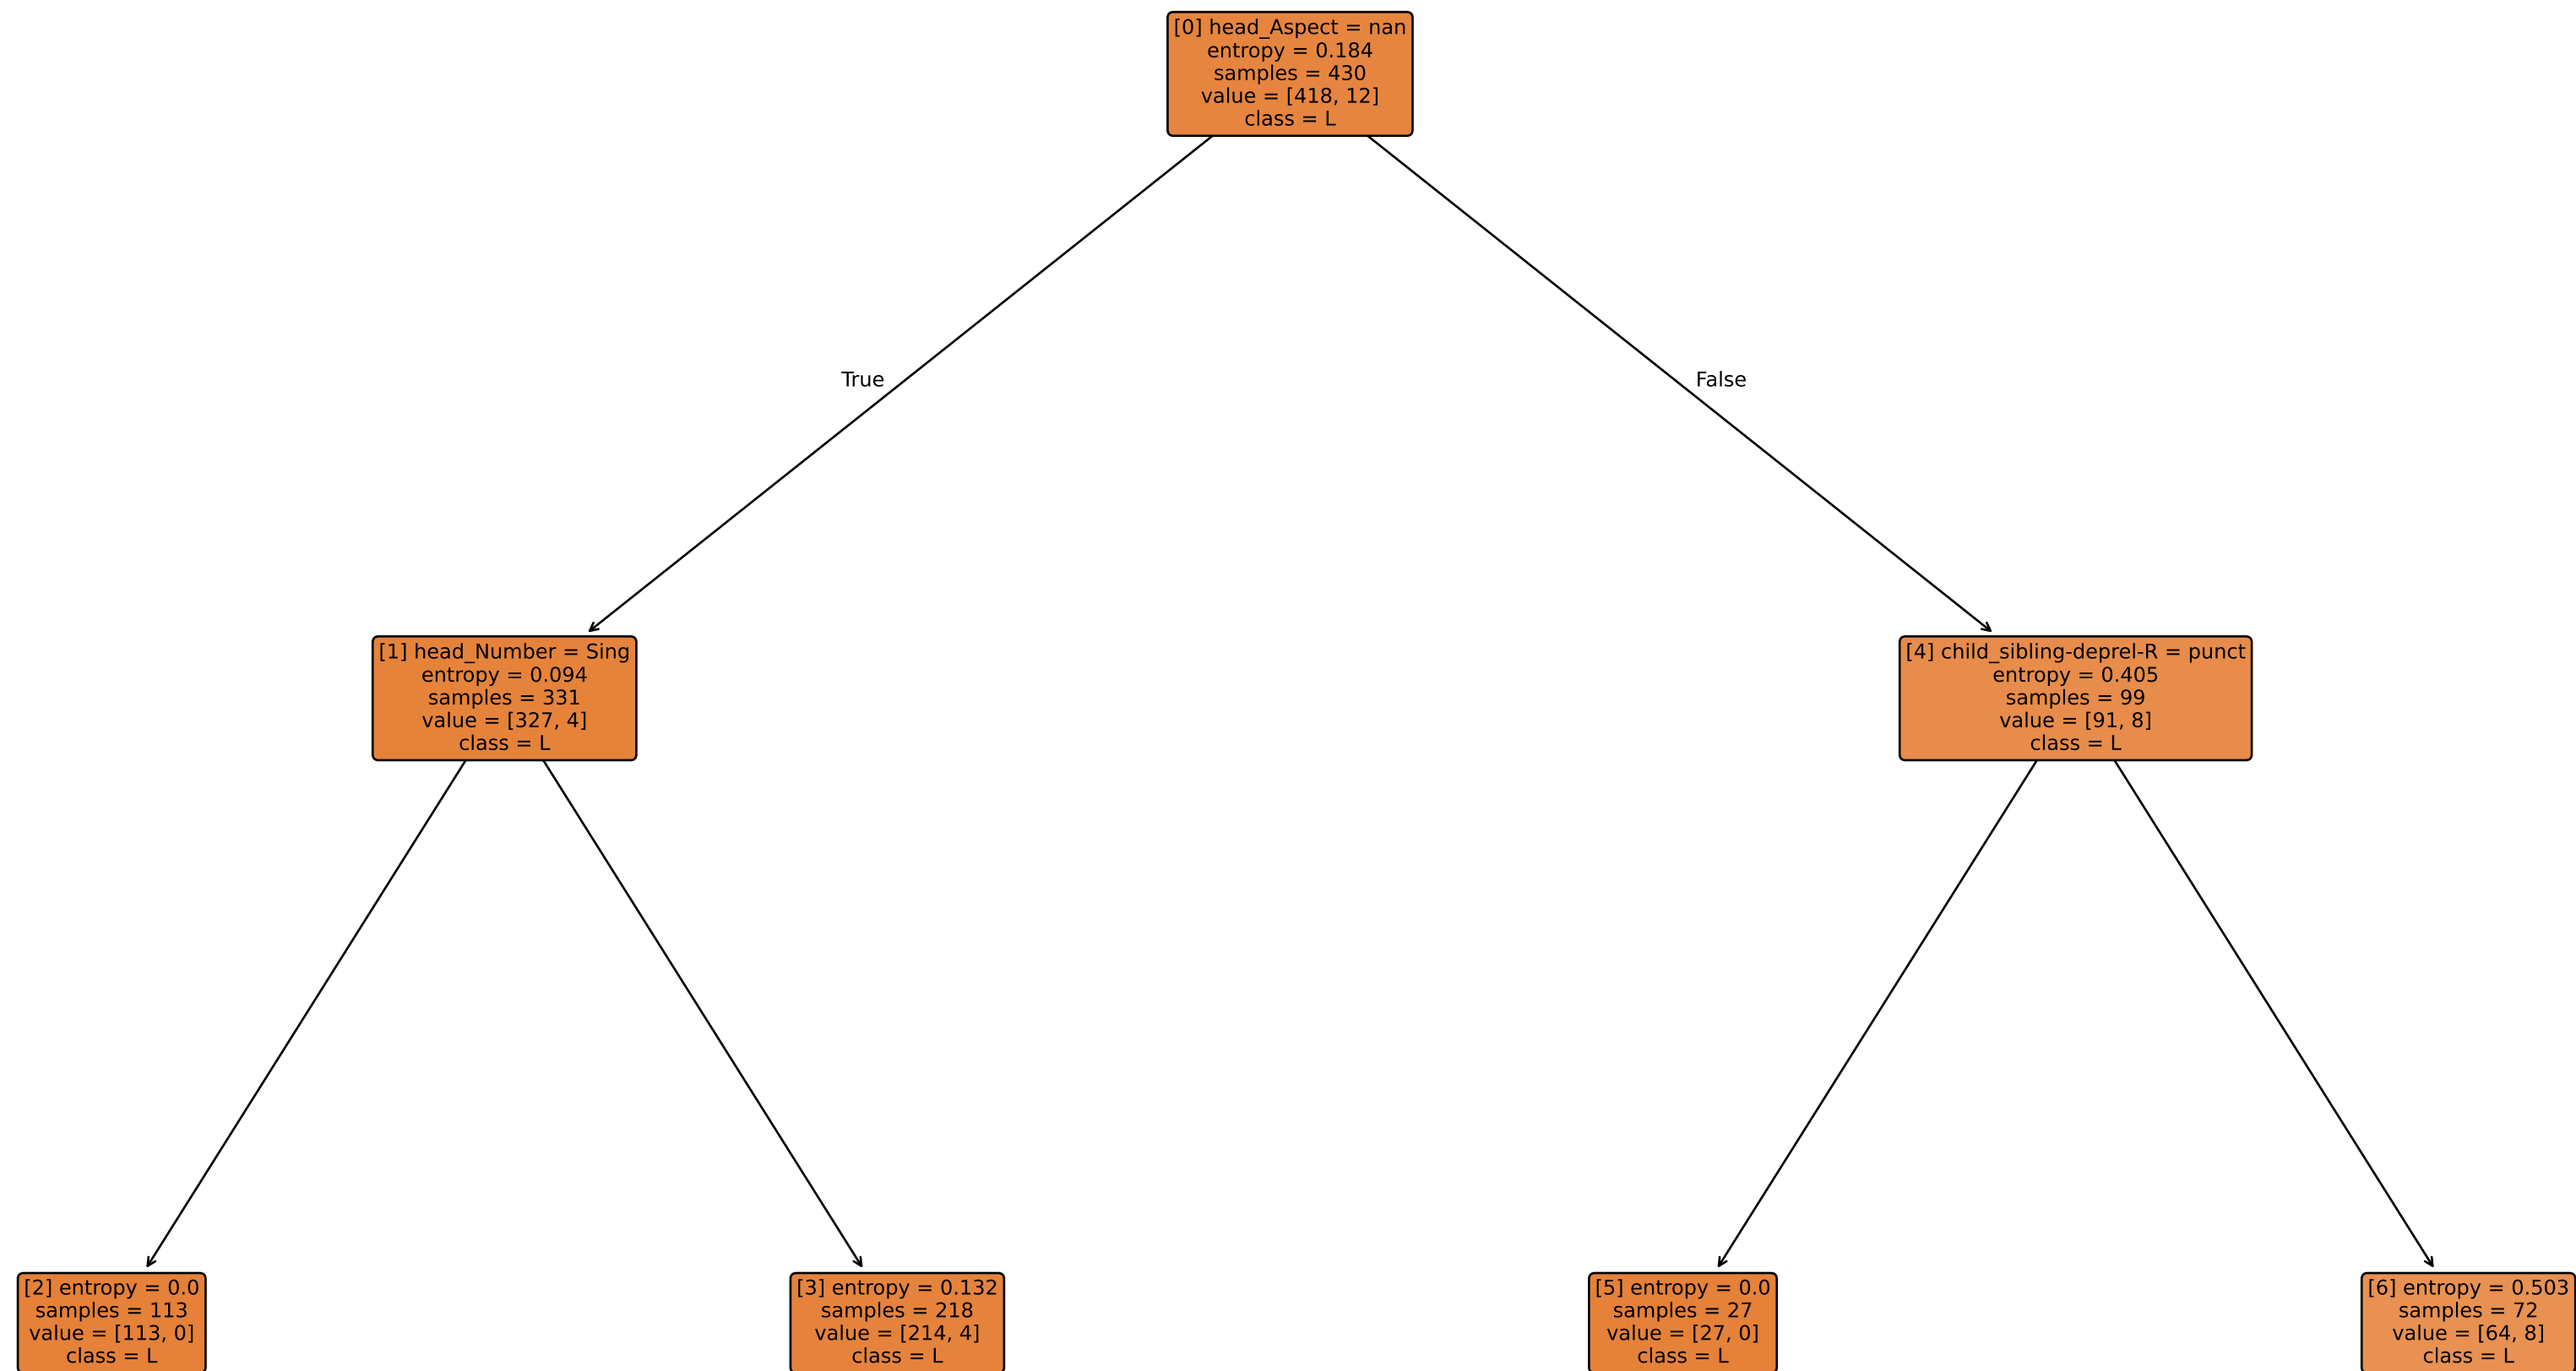 [0] head_Aspect = nan
entropy = 0.184
samples = 430
value = [418, 12]
class = L
True
False
[1] head_Number = Sing
entropy = 0.094
samples = 331
value = [327, 4]
class = L
[4] child_sibling-deprel-R = punct
entropy = 0.405
samples = 99
value = [91, 8]
class = L
[2] entropy = 0.0
samples = 113
value = [113, 0]
class = L
[3] entropy = 0.132
samples = 218
value = [214, 4]
class = L
[5] entropy = 0.0
samples = 27
value = [27, 0]
class = L
[6] entropy = 0.503
samples = 72
value = [64, 8]
class = L